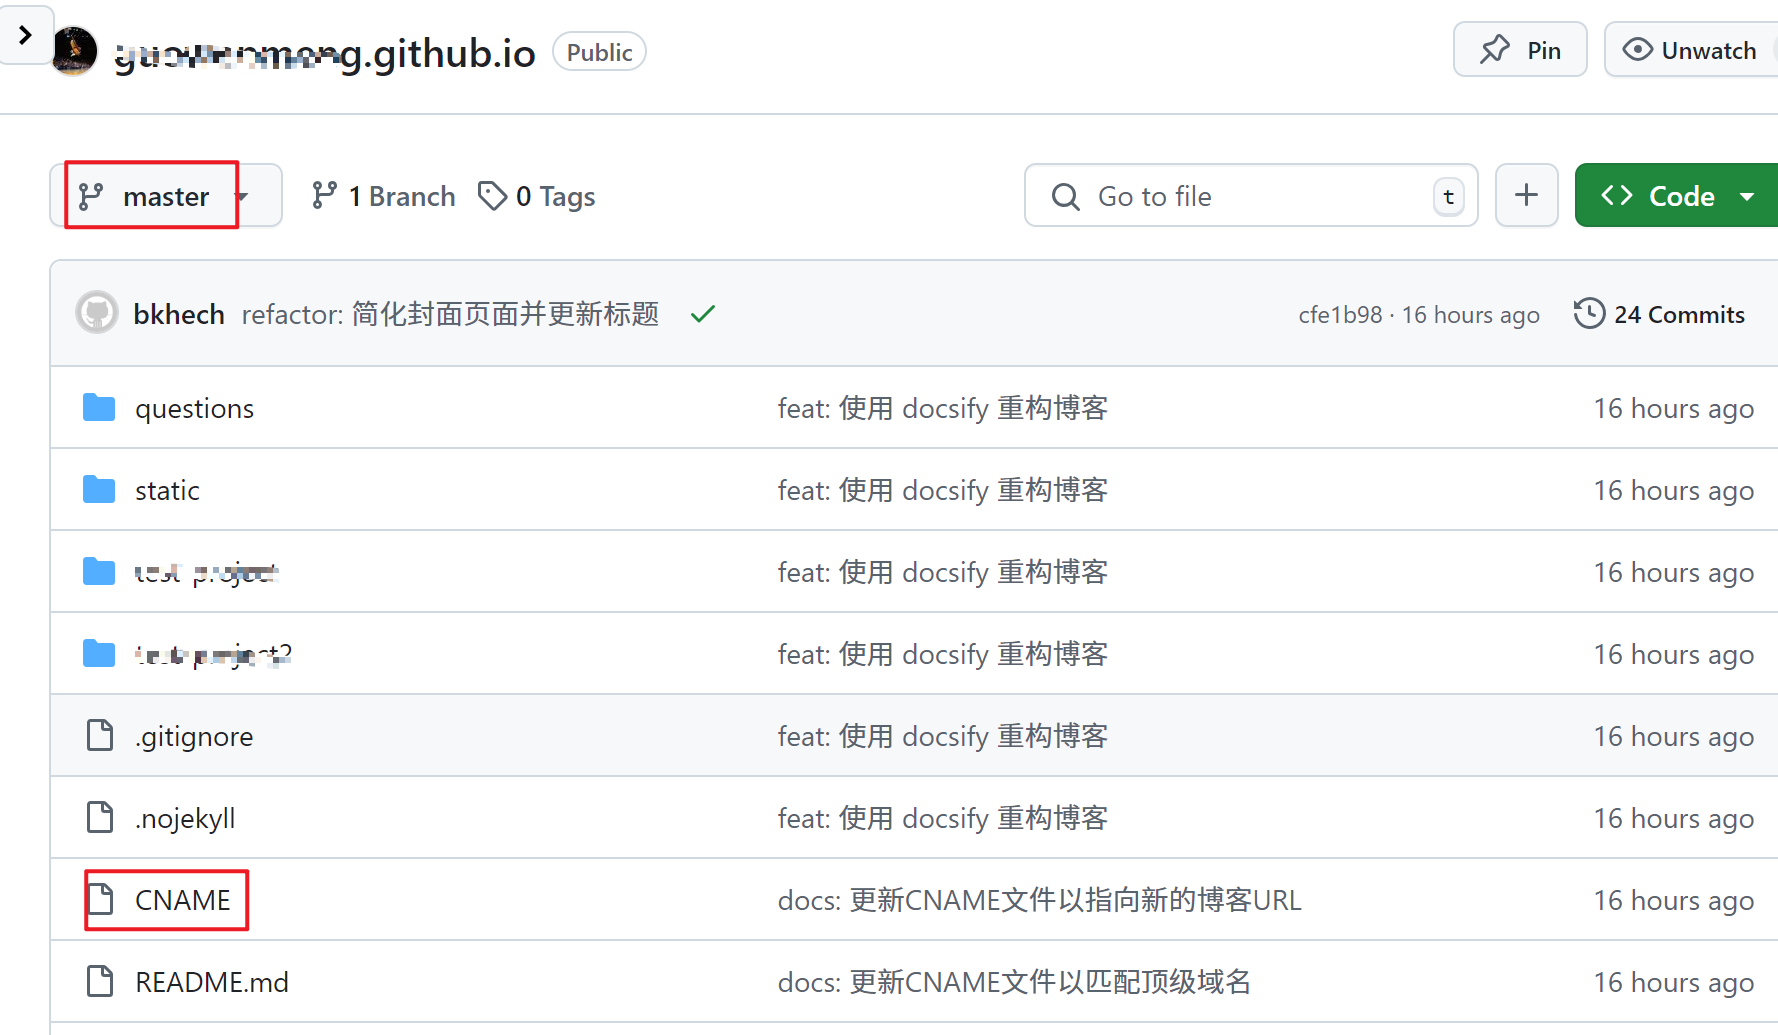 g.github.io Public Pin Unwatch
master 1 Branch 0 Tags Go to file t Code
bkhech refactor: 简化封面页面并更新标题 cfe1b98 · 16 hours ago 24 Commits
questions feat: 使用 docsify 重构博客 16 hours ago
static feat: 使用 docsify 重构博客 16 hours ago
feat: 使用 docsify 重构博客 16 hours ago
feat: 使用 docsify 重构博客 16 hours ago
.gitignore feat: 使用 docsify 重构博客 16 hours ago
.nojekyll feat: 使用 docsify 重构博客 16 hours ago
CNAME docs: 更新CNAME文件以指向新的博客URL 16 hours ago
README.md docs: 更新CNAME文件以匹配顶级域名 16 hours ago